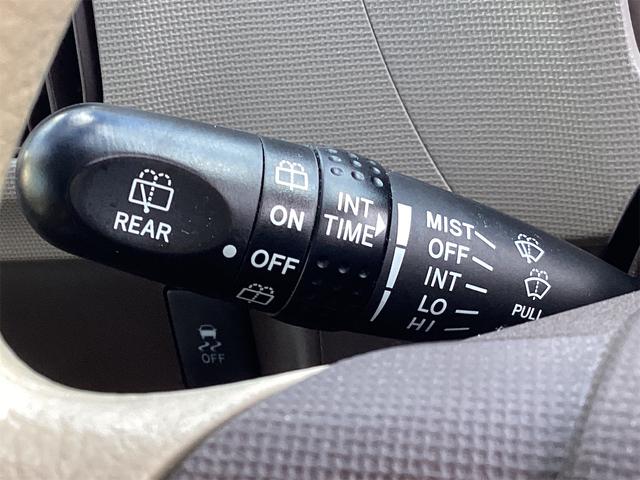 REAR
ON
OFF
INT
TIME
MIST
OFF
INT
LO
HI
PULL
OFF